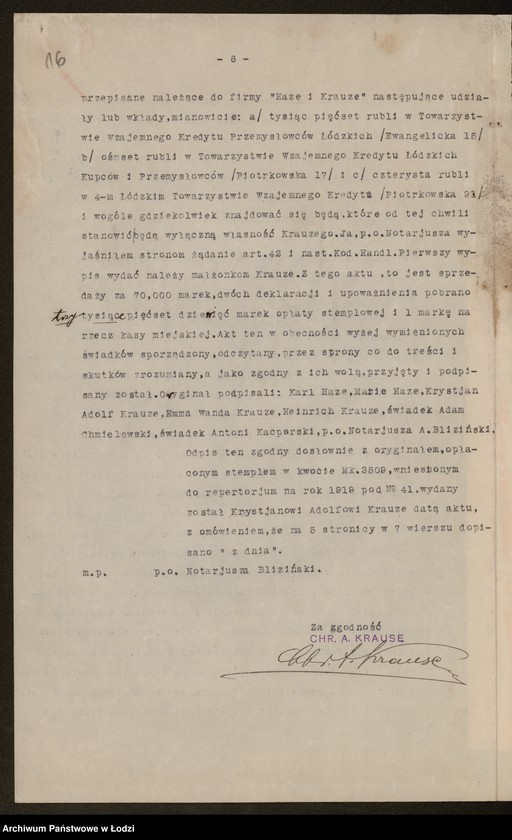 16
- 8 -
przepisane należące do firmy "Haze i Krauze" następujące udzia-
ły lub wkłady,mianowicie: a/ tysiąc pięćset rubli w Towarzyst-
wie Wzajemnego Kredytu Przemysłowców Łódzkich /Ewangelicka 15/
b/ ośmset rubli w Towarzystwie Wzajemnego Kredytu Łódzkich
Kupców i Przemysłowców /Piotrkowska 17/ i c/ czterysta rubli
w 4-m Łódzkim Towarzystwie Wzajemnego Kredytu /Piotrkowska 91/
i wogóle gdziekolwiek znajdować się będą,które od tej chwili
stanowić będą wyłączną własność Krauzego.Ja,p.o.Notarjusza wy-
jaśniłem stronom żądanie art.42 i nast.Kod.Handl.Pierwszy wy-
pis wydać należy małżonkom Krauze.Z tego aktu ,to jest sprze-
daży za 70,000 marek,dwóch deklaracji i upoważnienia pobrano
trzy tysiące pięćset dziewięć marek opłaty stemplowej i 1 markę na
rzecz kasy miejskiej.Akt ten w obecności wyżej wymienionych
świadków sporządzony,odczytany,przez strony co do treści i
skutków zrozumiany,a jako zgodny z ich wolą,przyjęty i podpi-
sany został.Oryginał podpisali: Karl Haze,Marie Haze,Krystjan
Adolf Krauze,Emma Wanda Krauze,Heinrich Krauze,świadek Adam
Chmielowski,świadek Antoni Kacperski,p.o.Notarjusza A.Bliziński.
Odpis ten zgodny dosłownie z oryginałem,opła-
conym stemplem w kwocie Mk.3509,wniesionym
do repertorjum na rok 1919 pod № 41,wydany
został Krystjanowi Adolfowi Krauze datą aktu,
z omówieniem,że na 5 stronicy w 7 wierszu dopi-
sano " z dnia".
m.p. p.o. Notarjusza Bliziński.
Za zgodność
CHR. A. KRAUSE
Chr. A. Krause
Archiwum Państwowe w Łodzi